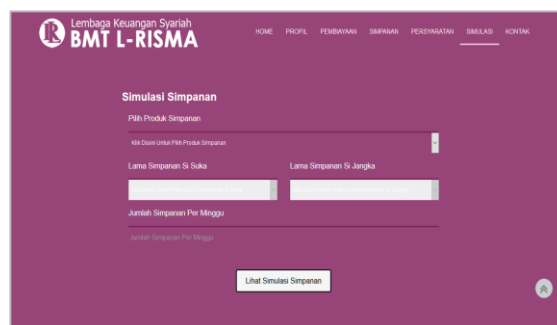 Lembaga Keuangan Syariah
BMT L-RISMA
HOME PROFIL PEMBIAYAAN SIMPANAN PERSYARATAN SIMULASI KONTAK
Simulasi Simpanan
Pilih Produk Simpanan
Klik Disini Untuk Pilih Produk Simpanan
Lama Simpanan Si Suka Lama Simpanan Si Jangka
Jumlah Simpanan Per Minggu
Jumlah Simpanan Per Minggu
Lihat Simulasi Simpanan